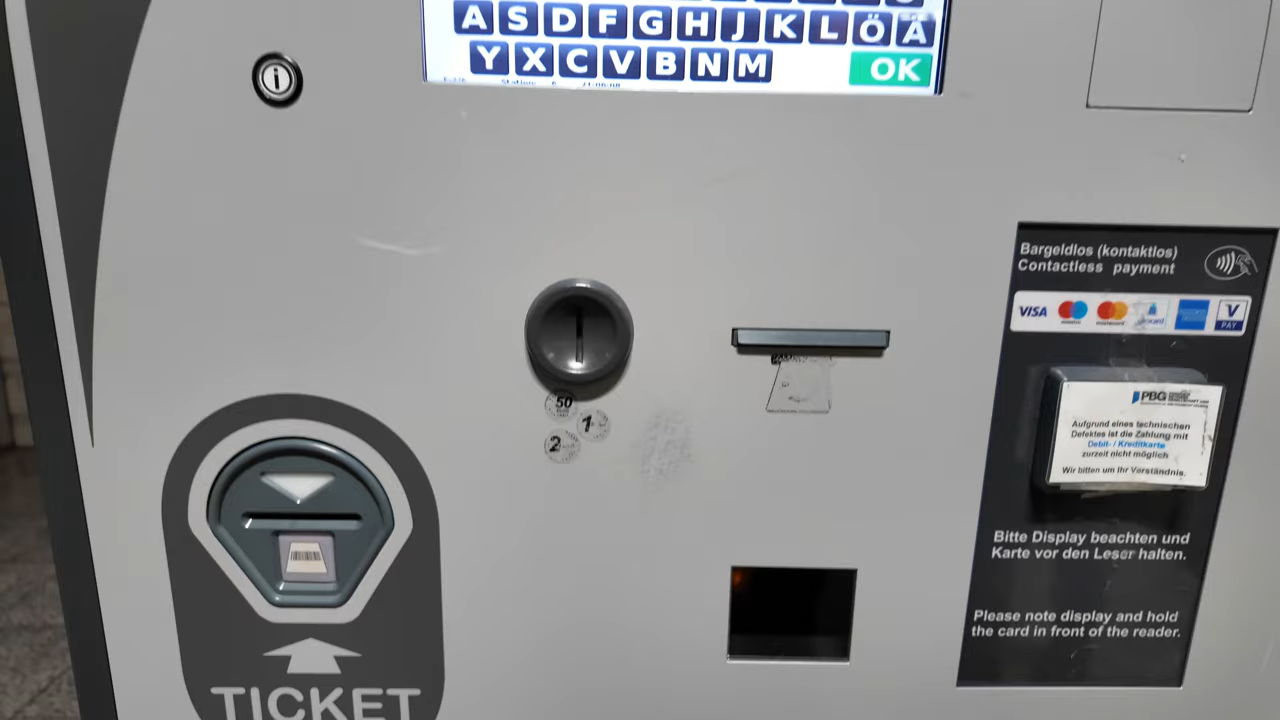 A S D F G H J K L Ö Ä
Y X C V B N M
OK
i
Bargeldlos (kontaktlos)
Contactless payment
VISA
V
PAY
50
1
2
PBG
Aufgrund eines technischen
Defektes ist die Zahlung mit
Debit- / Kreditkarte
zurzeit nicht möglich
Wir bitten um Ihr Verständnis.
Bitte Display beachten und
Karte vor den Leser halten.
Please note display and hold
the card in front of the reader.
TICKET